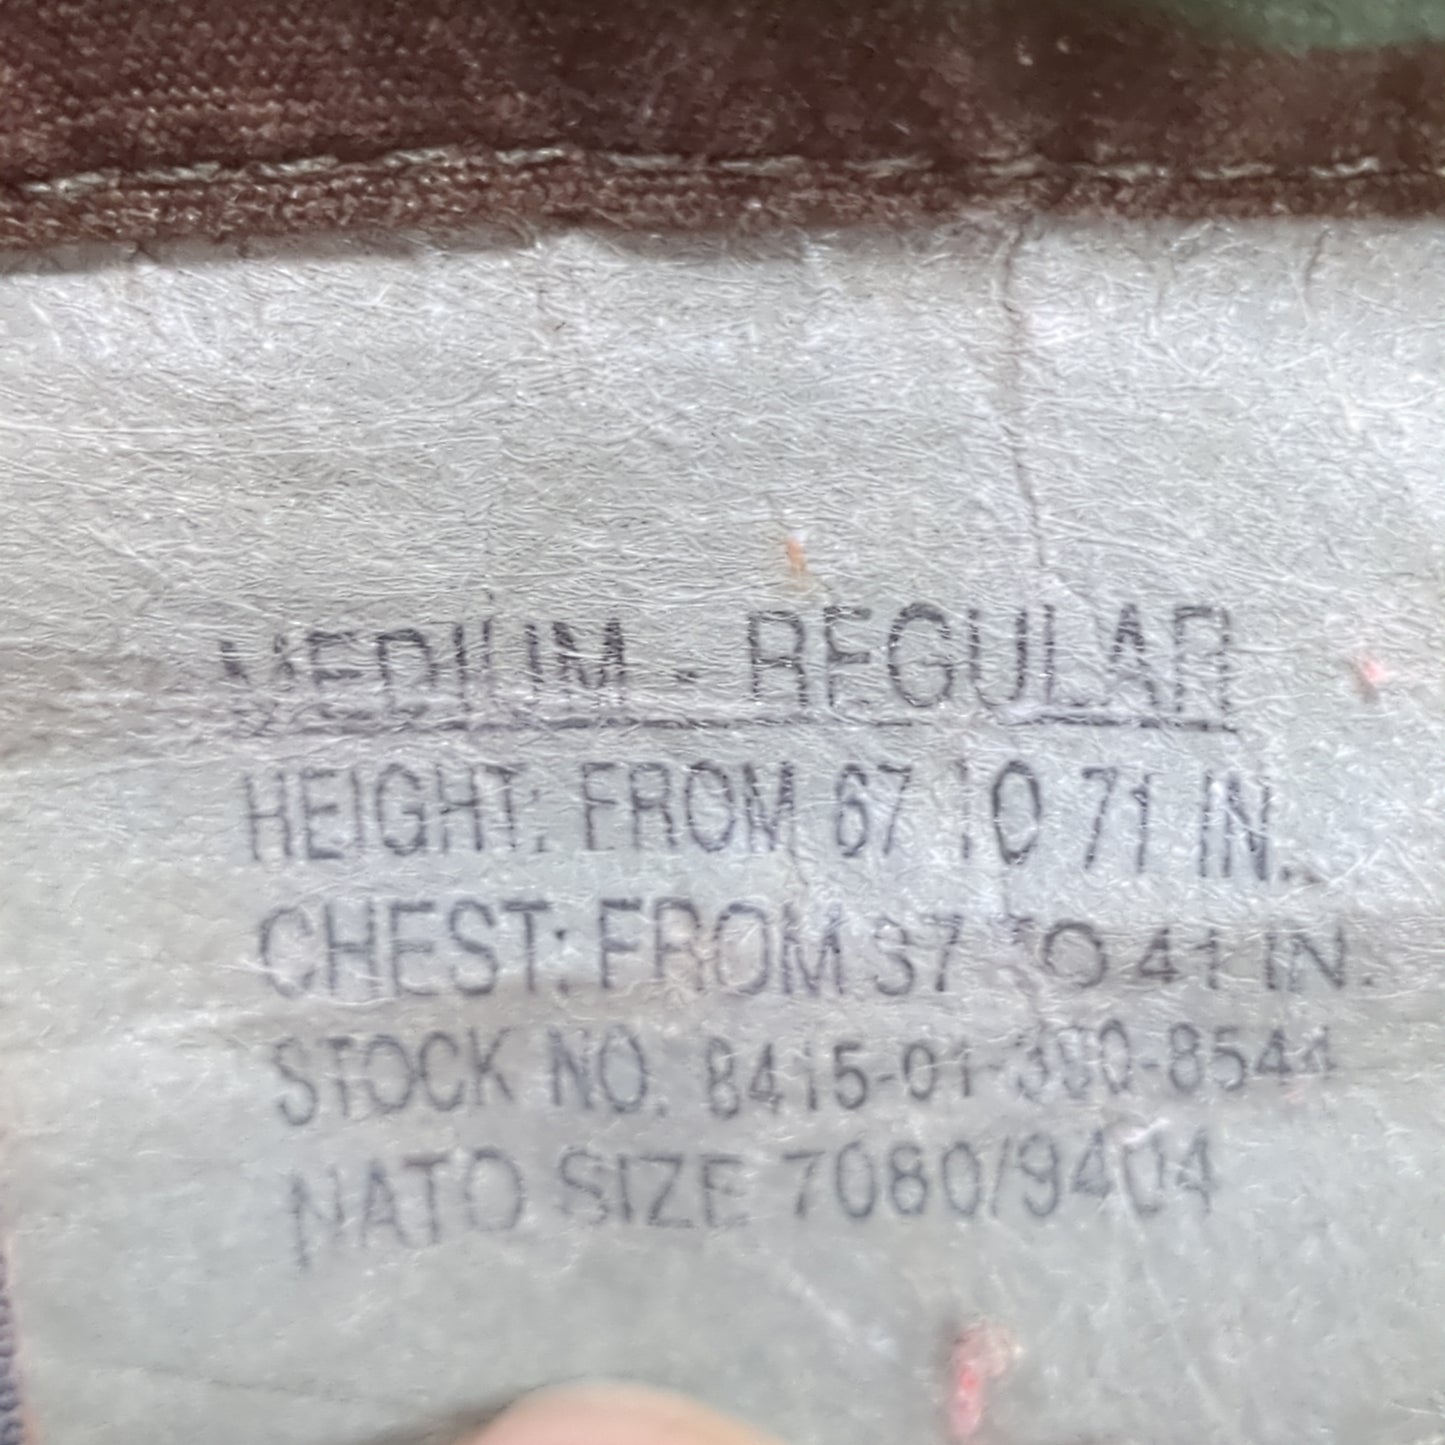 MEDIUM - REGULAR
HEIGHT: FROM 67 TO 71 IN.
CHEST: FROM 37 TO 41 IN.
STOCK NO. 8415-01-390-8544
NATO SIZE 7080/9404